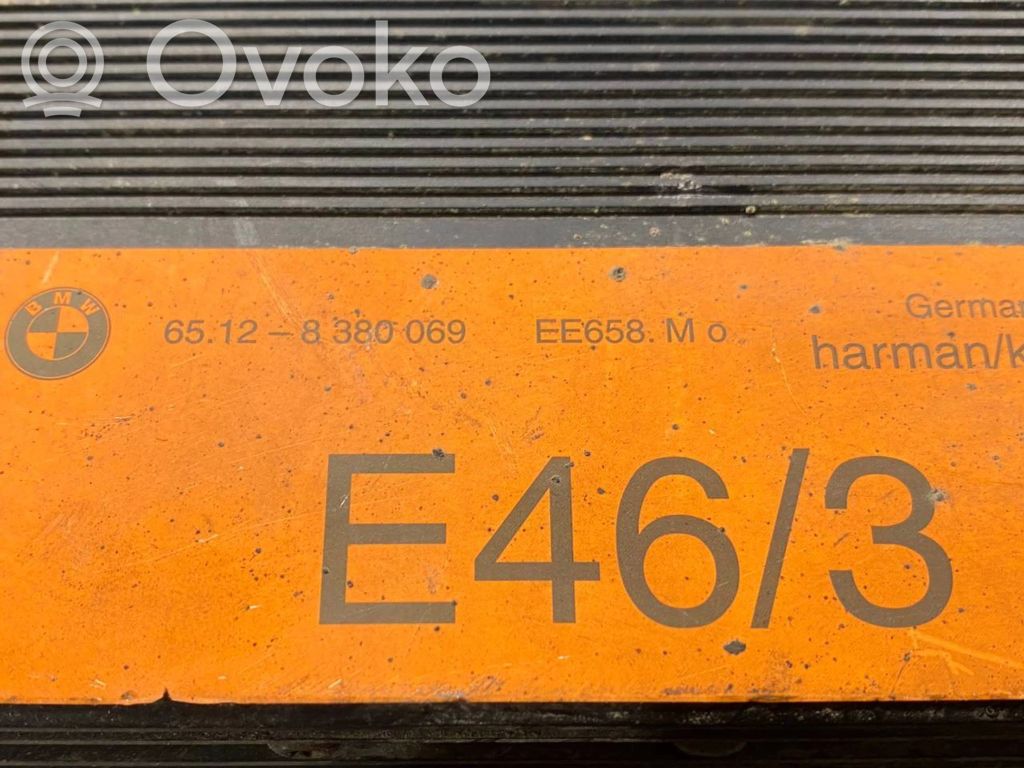 Ovoko
BMW
65.12 – 8 380 069 EE658. M o
German
harman/k
E46/3